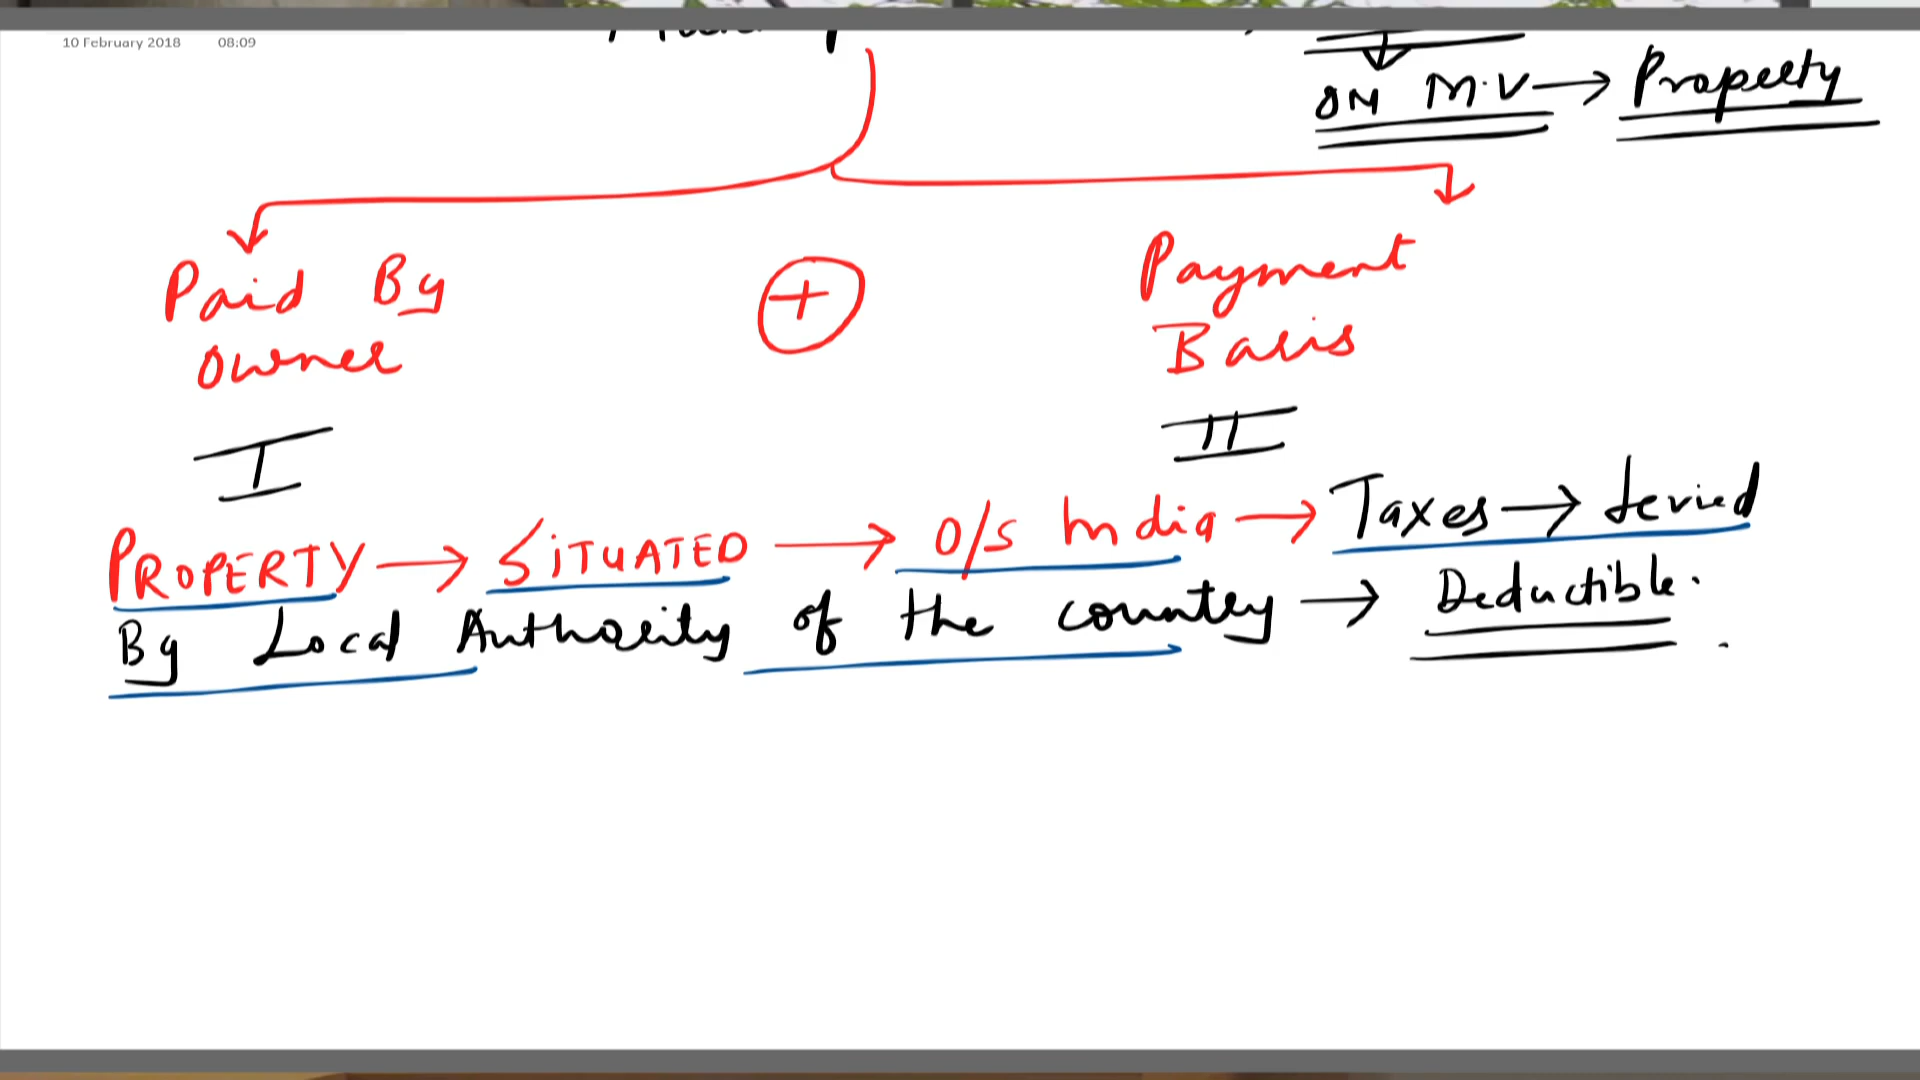 10 February 2018 08:09
ON M.V → Property
Paid By Owner
+
Payment Basis
I
II
PROPERTY → SITUATED → O/S India → Taxes → Levied
By Local Authority of the country → Deductible.